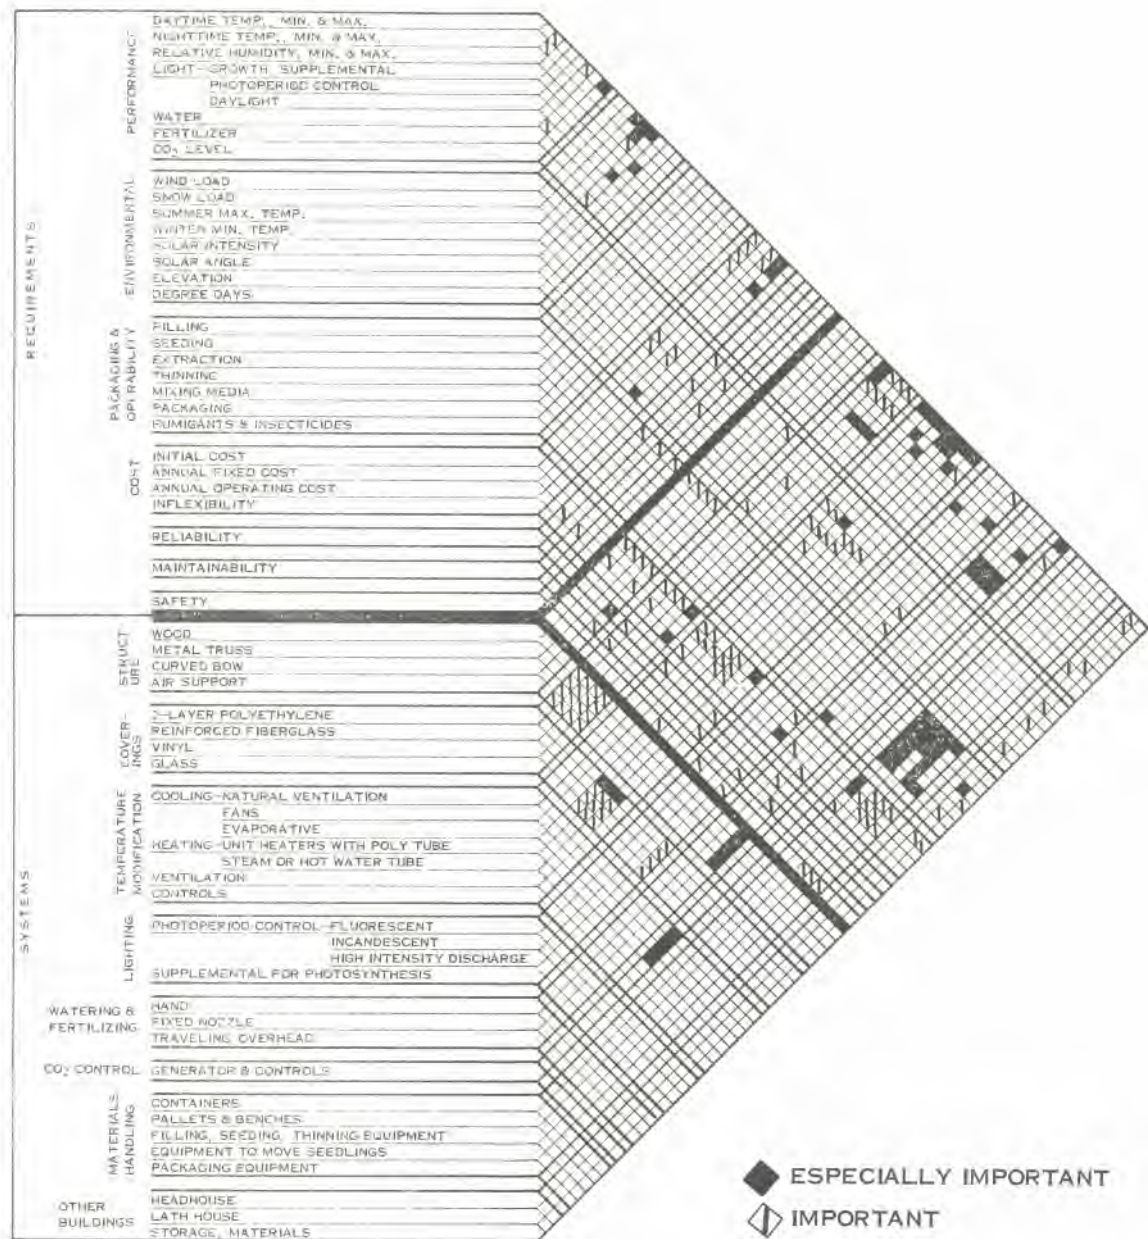 REQUIREMENTS
PERFORMANCE
DAYTIME TEMP., MIN. & MAX.
NIGHTTIME TEMP., MIN. & MAX.
RELATIVE HUMIDITY, MIN. & MAX.
LIGHT-GROWTH, SUPPLEMENTAL
PHOTOPERIOD CONTROL
DAYLIGHT
WATER
FERTILIZER
CO₂ LEVEL
ENVIRONMENTAL
WIND LOAD
SNOW LOAD
SUMMER MAX. TEMP.
WINTER MIN. TEMP.
SOLAR INTENSITY
SOLAR ANGLE
ELEVATION
DEGREE DAYS
PACKAGING &
OPERABILITY
FILLING
SEEDING
EXTRACTION
THINNING
MIXING MEDIA
PACKAGING
FUMIGANTS & INSECTICIDES
COST
INITIAL COST
ANNUAL FIXED COST
ANNUAL OPERATING COST
INFLEXIBILITY
RELIABILITY
MAINTAINABILITY
SAFETY
SYSTEMS
STRUCT
URE
WOOD
METAL TRUSS
CURVED BOW
AIR SUPPORT
COVER-
INGS
2-LAYER POLYETHYLENE
REINFORCED FIBERGLASS
VINYL
GLASS
TEMPERATURE
MODIFICATION
COOLING-NATURAL VENTILATION
FANS
EVAPORATIVE
HEATING-UNIT HEATERS WITH POLY TUBE
STEAM OR HOT WATER TUBE
VENTILATION
CONTROLS
LIGHTING
PHOTOPERIOD CONTROL-FLUORESCENT
INCANDESCENT
HIGH INTENSITY DISCHARGE
SUPPLEMENTAL FOR PHOTOSYNTHESIS
WATERING &
FERTILIZING
HAND
FIXED NOZZLE
TRAVELING OVERHEAD
CO₂ CONTROL
GENERATOR & CONTROLS
MATERIALS
HANDLING
CONTAINERS
PALLETS & BENCHES
FILLING, SEEDING, THINNING EQUIPMENT
EQUIPMENT TO MOVE SEEDLINGS
PACKAGING EQUIPMENT
OTHER
BUILDINGS
HEADHOUSE
LATH HOUSE
STORAGE, MATERIALS
ESPECIALLY IMPORTANT
IMPORTANT